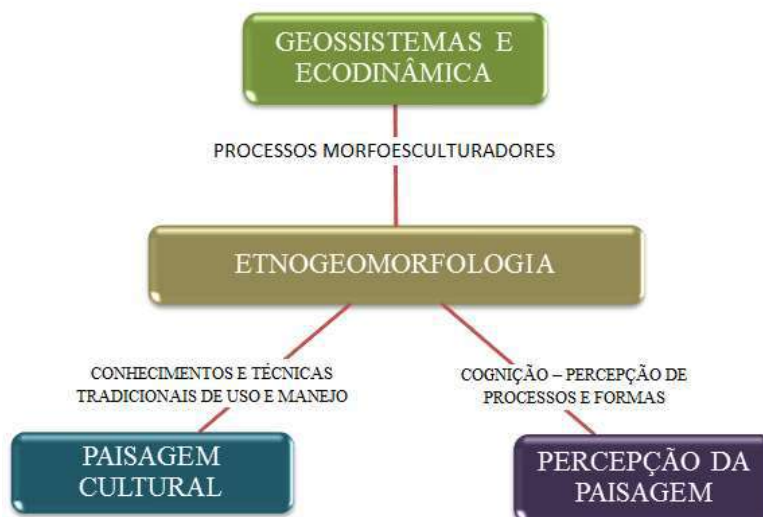 GEOSSISTEMAS E
ECODINÂMICA
PROCESSOS MORFOESCULTURADORES
ETNOGEOMORFOLOGIA
CONHECIMENTOS E TÉCNICAS
TRADICIONAIS DE USO E MANEJO
COGNIÇÃO – PERCEPÇÃO DE
PROCESSOS E FORMAS
PAISAGEM
CULTURAL
PERCEPÇÃO DA
PAISAGEM